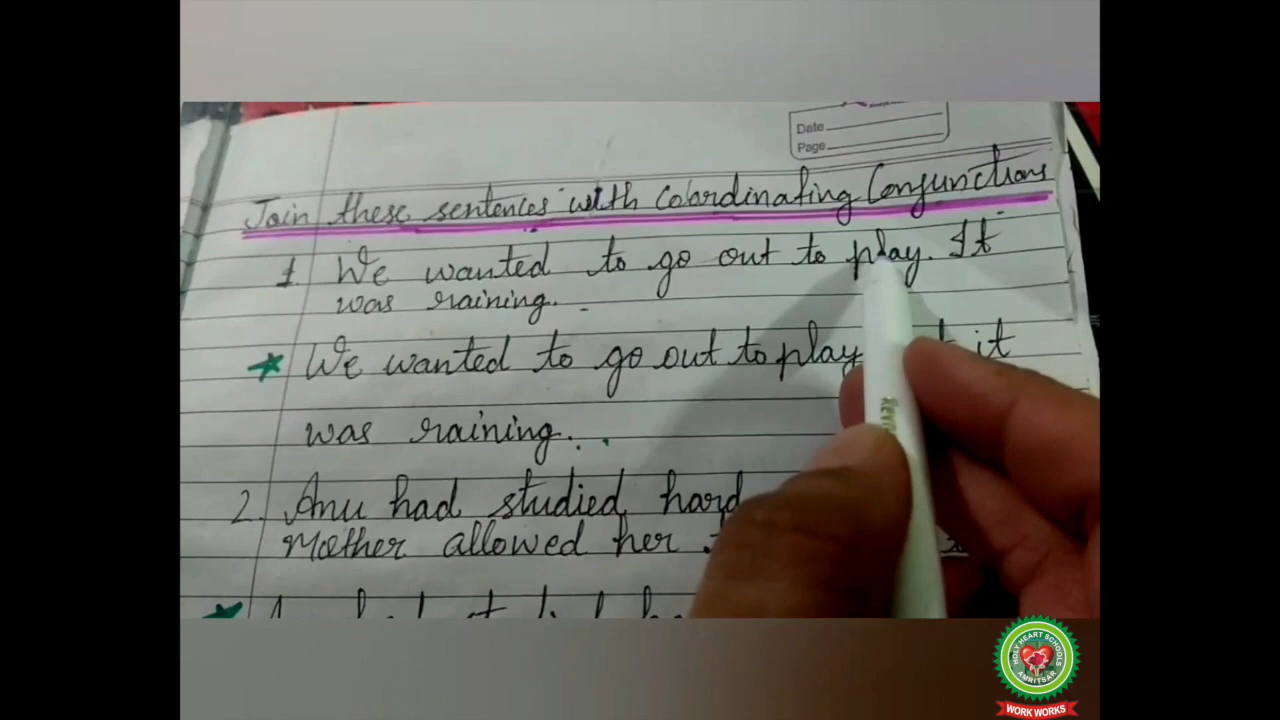 Date
Page
Join these sentences with Coordinating Conjunctions
1. We wanted to go out to play. It
was raining.
We wanted to go out to play it
was raining.
2. Anu had studied hard
Mother allowed her
HOLY HEART SCHOOLS
AMRITSAR
WORK WORKS